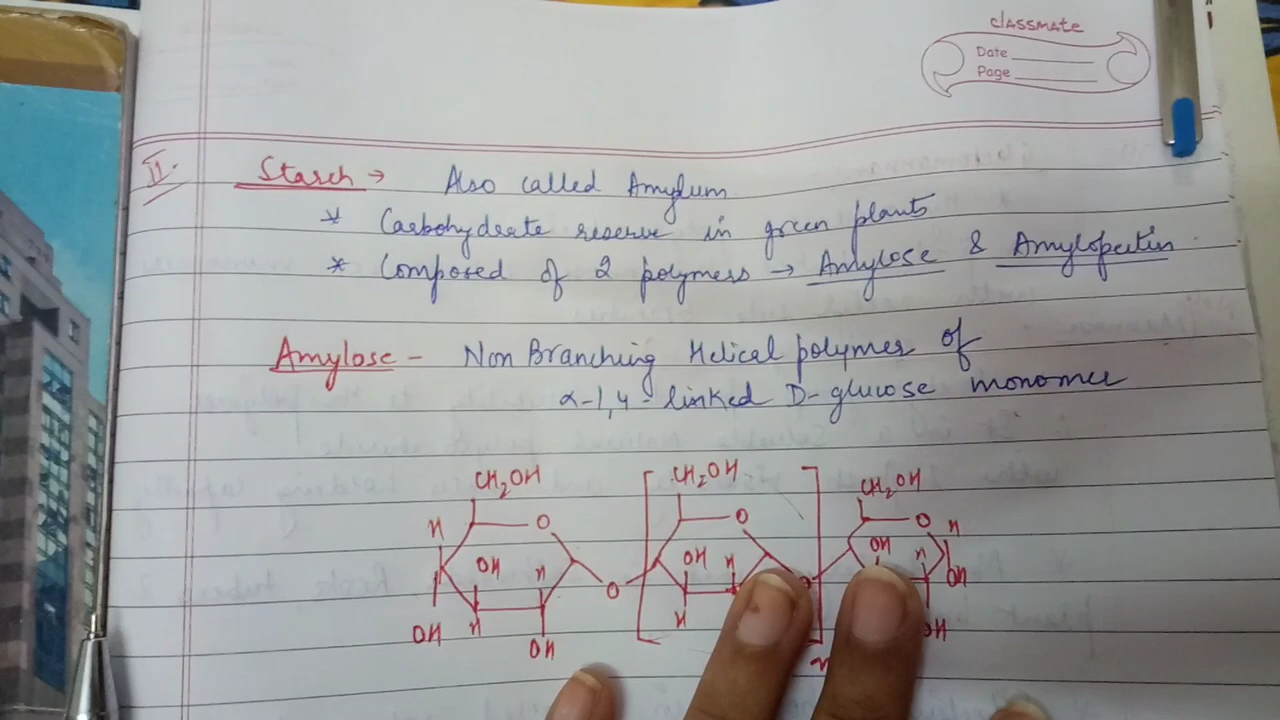 classmate
Date
Page
II.
Starch → Also called Amylum
* Carbohydrate reserve in green plants
* Composed of 2 polymers → Amylose & Amylopectin
Amylose - Non Branching Helical polymer of
α-1,4- linked D-glucose monomer
CH2OH CH2OH CH2OH
O O O
H OH H OH H OH H H
O O OH
OH H OH H OH
n